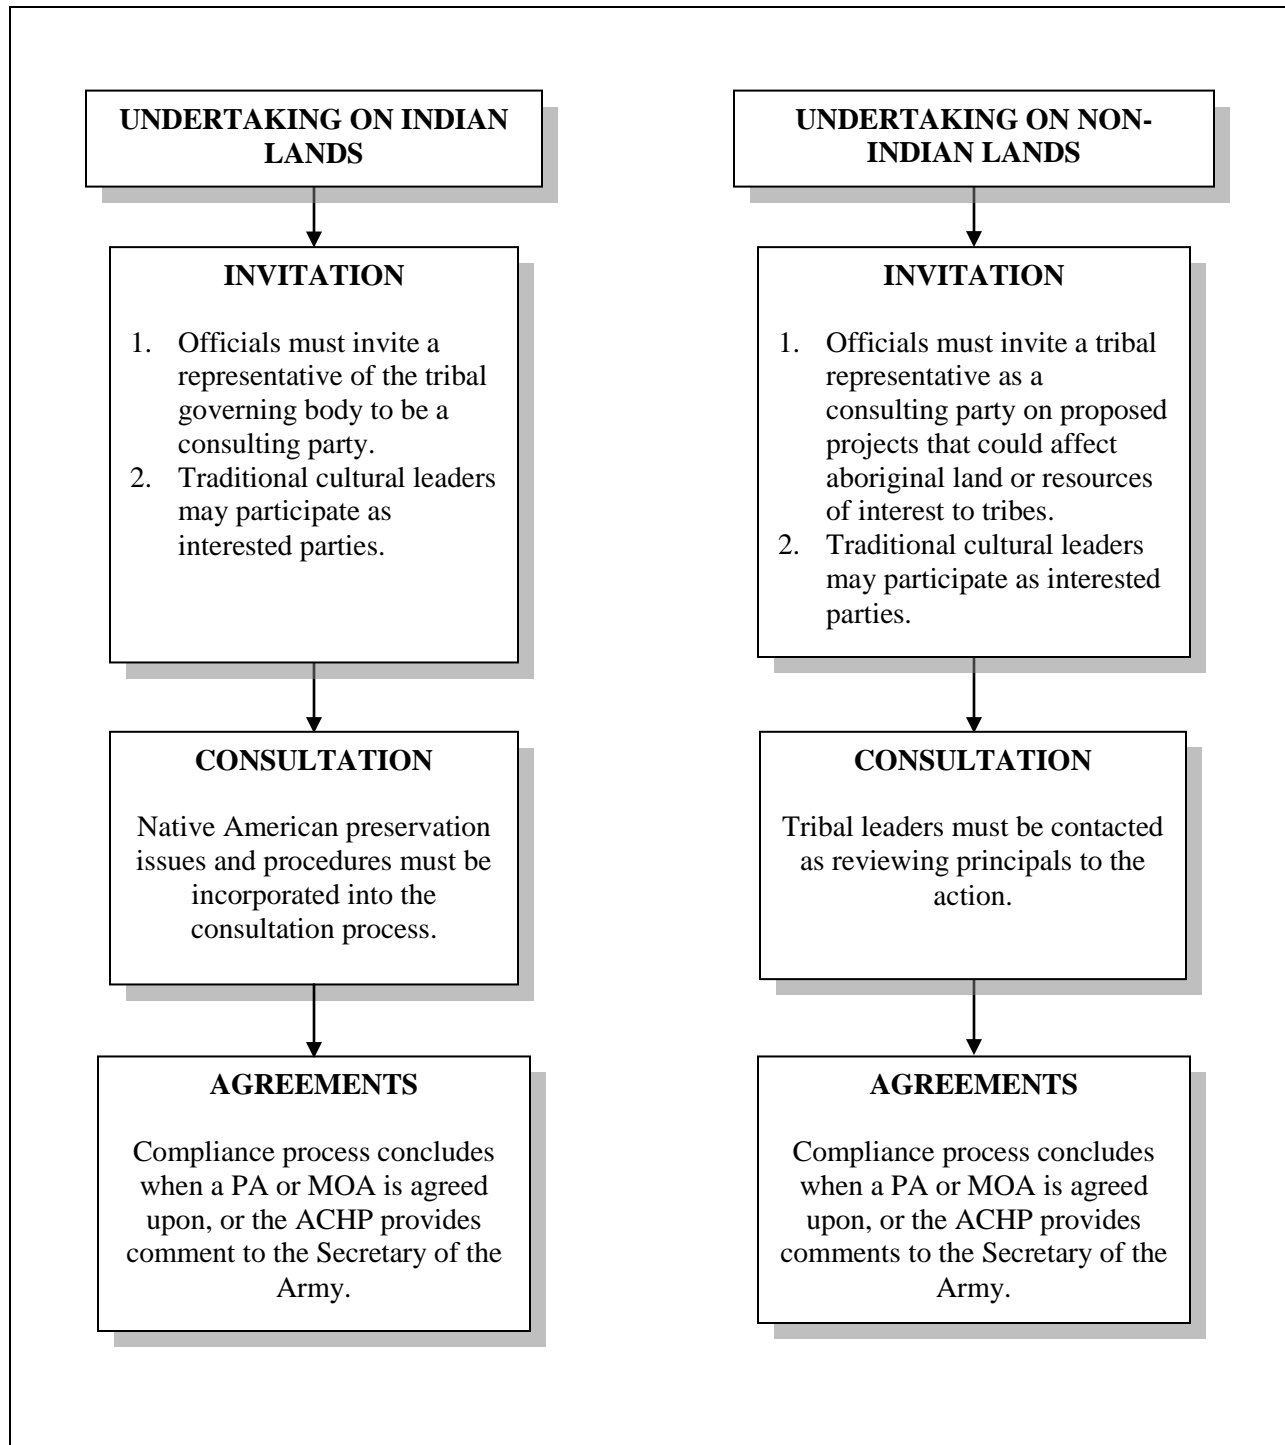 UNDERTAKING ON INDIAN
LANDS
INVITATION
1. Officials must invite a
representative of the tribal
governing body to be a
consulting party.
2. Traditional cultural leaders
may participate as
interested parties.
CONSULTATION
Native American preservation
issues and procedures must be
incorporated into the
consultation process.
AGREEMENTS
Compliance process concludes
when a PA or MOA is agreed
upon, or the ACHP provides
comment to the Secretary of the
Army.
UNDERTAKING ON NON-
INDIAN LANDS
INVITATION
1. Officials must invite a tribal
representative as a
consulting party on proposed
projects that could affect
aboriginal land or resources
of interest to tribes.
2. Traditional cultural leaders
may participate as interested
parties.
CONSULTATION
Tribal leaders must be contacted
as reviewing principals to the
action.
AGREEMENTS
Compliance process concludes
when a PA or MOA is agreed
upon, or the ACHP provides
comments to the Secretary of the
Army.